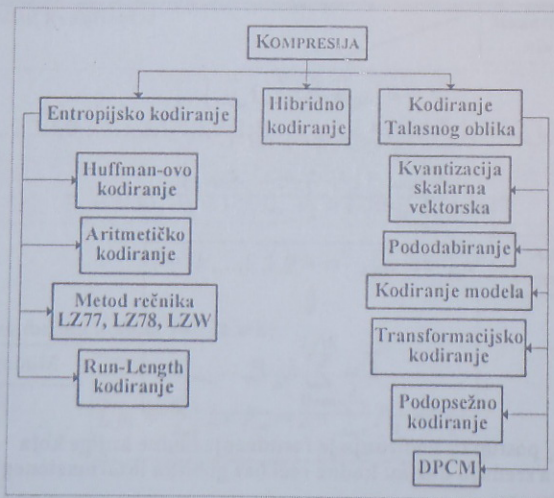 KOMPRESIJA
Entropijsko kodiranje
Huffman-ovo
kodiranje
Aritmetičko
kodiranje
Metod rečnika
LZ77, LZ78, LZW
Run-Length
kodiranje
Hibridno
kodiranje
Kodiranje
Talasnog oblika
Kvantizacija
skalarna
vektorska
Pododabiranje
Kodiranje modela
Transformacijsko
kodiranje
Podopsežno
kodiranje
DPCM